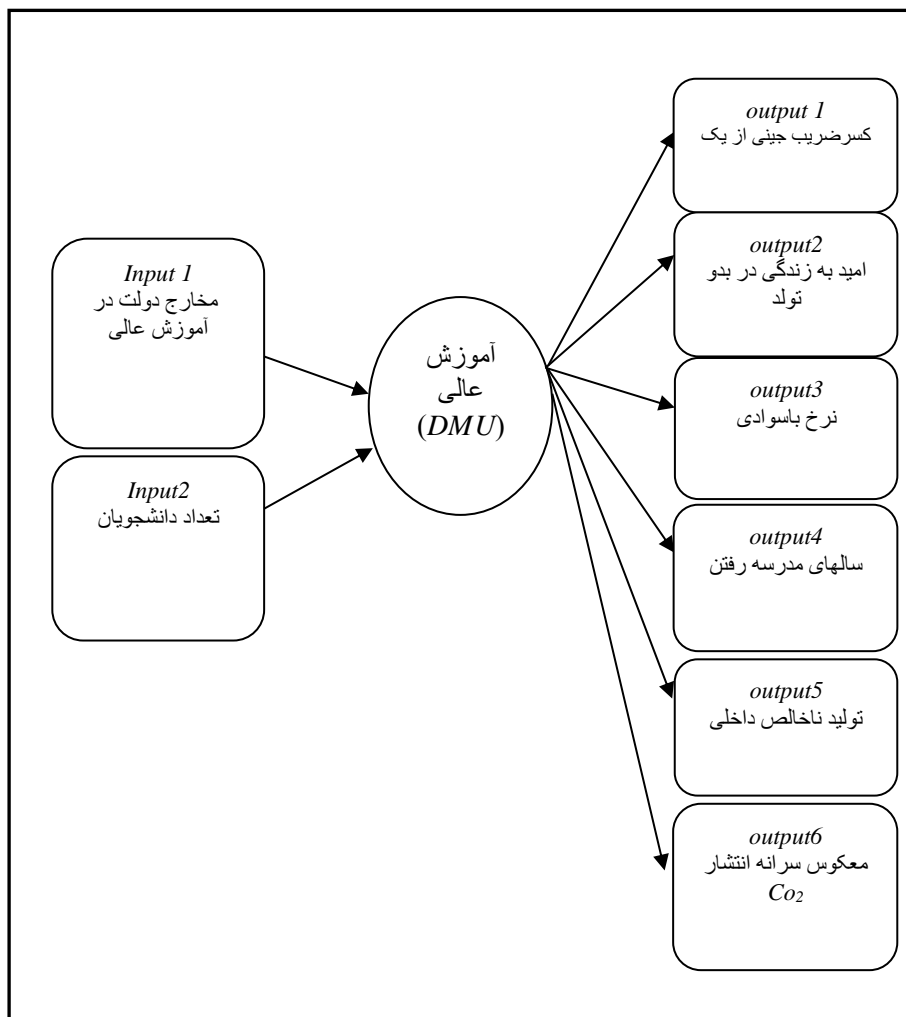 Input 1
مخارج دولت در
آموزش عالی
Input2
تعداد دانشجویان
آموزش
عالی
(DMU)
output 1
کسرضریب جینی از یک
output2
امید به زندگی در بدو
تولد
output3
نرخ باسوادی
output4
سالهای مدرسه رفتن
output5
تولید ناخالص داخلی
output6
معکوس سرانه انتشار
Co₂